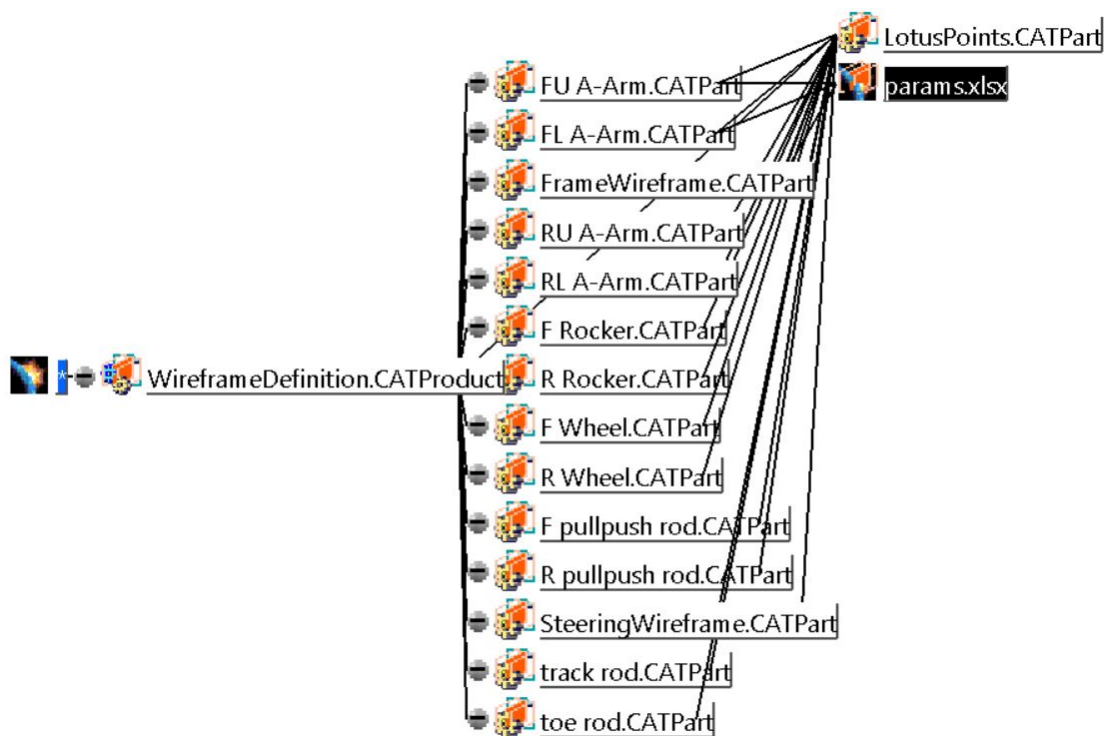 LotusPoints.CATPart
params.xlsx
FU A-Arm.CATPart
FL A-Arm.CATPart
FrameWireframe.CATPart
RU A-Arm.CATPart
RL A-Arm.CATPart
F Rocker.CATPart
* WireframeDefinition.CATProduct
R Rocker.CATPart
F Wheel.CATPart
R Wheel.CATPart
F pullpush rod.CATPart
R pullpush rod.CATPart
SteeringWireframe.CATPart
track rod.CATPart
toe rod.CATPart